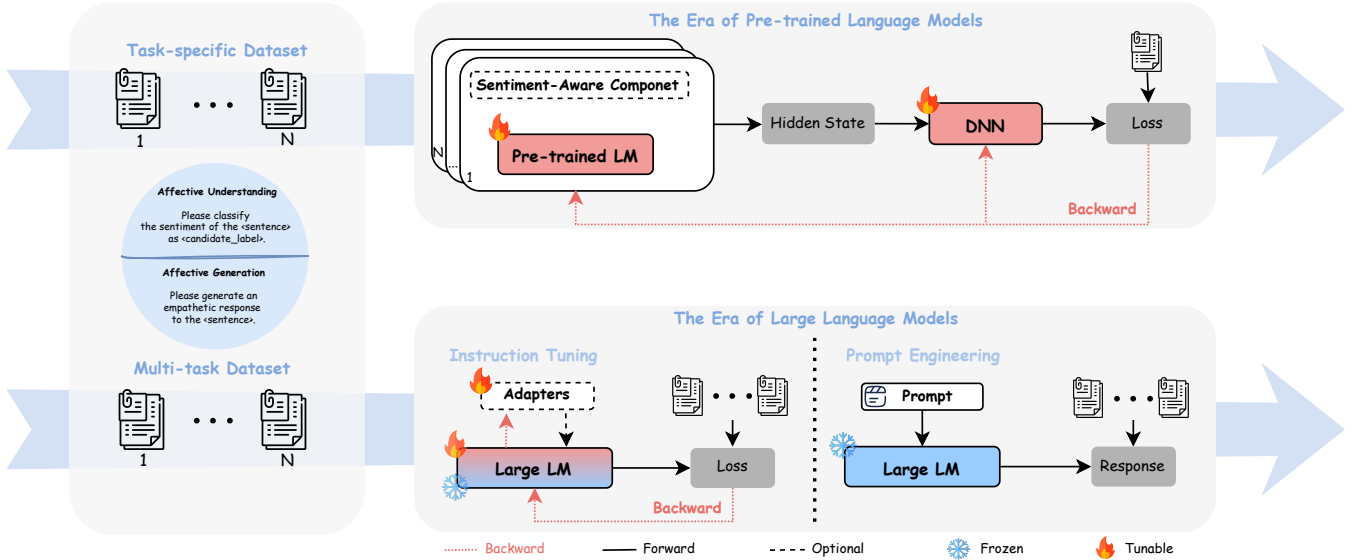 Task-specific Dataset
1
N
Affective Understanding
Please classify
the sentiment of the <sentence>
as <candidate_label>.
Affective Generation
Please generate an
empathetic response
to the <sentence>.
Multi-task Dataset
1
N
The Era of Pre-trained Language Models
Sentiment-Aware Componet
Pre-trained LM
N
...
1
Hidden State
DNN
Loss
Backward
The Era of Large Language Models
Instruction Tuning
Adapters
Large LM
Loss
Backward
Prompt Engineering
Prompt
Large LM
Response
Backward
Forward
Optional
Frozen
Tunable